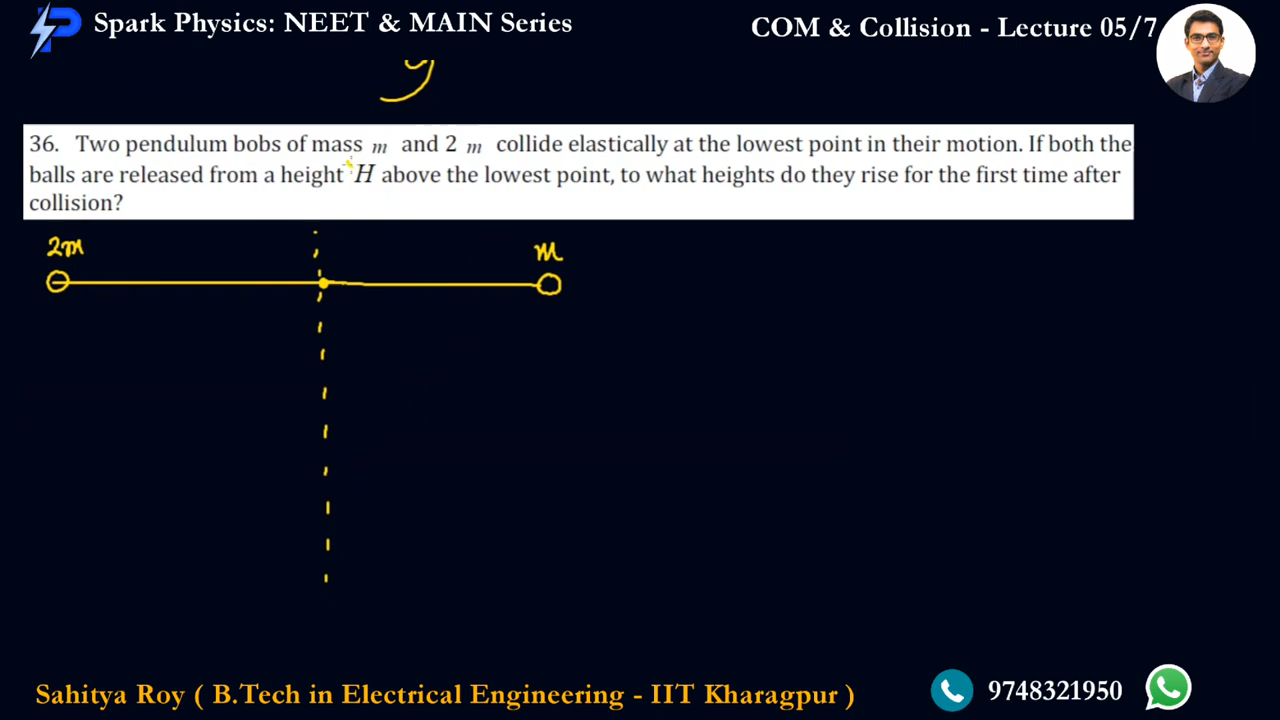 Spark Physics: NEET & MAIN Series
COM & Collision - Lecture 05/7
y
36. Two pendulum bobs of mass m and 2 m collide elastically at the lowest point in their motion. If both the
balls are released from a height H above the lowest point, to what heights do they rise for the first time after
collision?
2m
m
Sahitya Roy ( B.Tech in Electrical Engineering - IIT Kharagpur )
9748321950